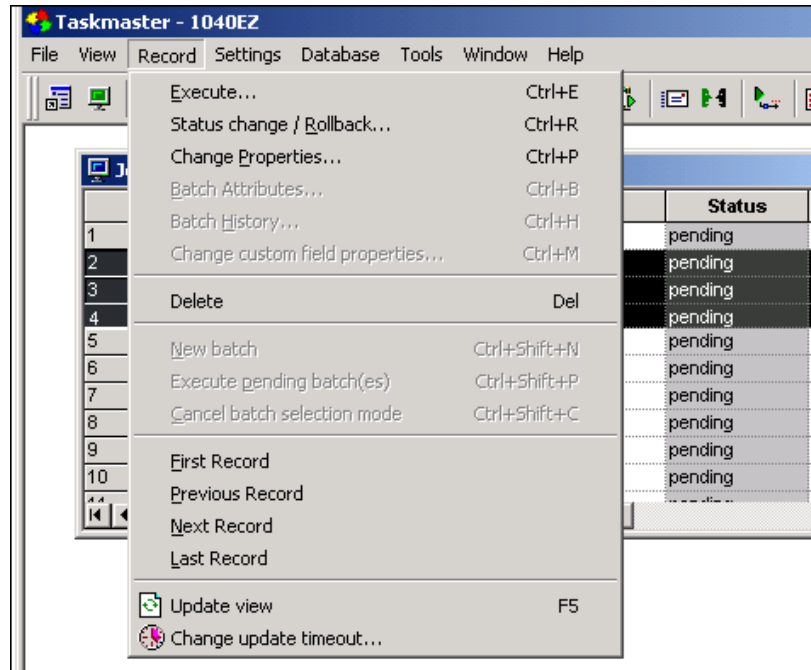 Taskmaster - 1040EZ
File View Record Settings Database Tools Window Help
Execute... Ctrl+E
Status change / Rollback... Ctrl+R
Change Properties... Ctrl+P
Batch Attributes... Ctrl+B
Batch History... Ctrl+H
Change custom field properties... Ctrl+M
Delete Del
New batch Ctrl+Shift+N
Execute pending batch(es) Ctrl+Shift+P
Cancel batch selection mode Ctrl+Shift+C
First Record
Previous Record
Next Record
Last Record
Update view F5
Change update timeout...
Status
1 pending
2 pending
3 pending
4 pending
5 pending
6 pending
7 pending
8 pending
9 pending
10 pending